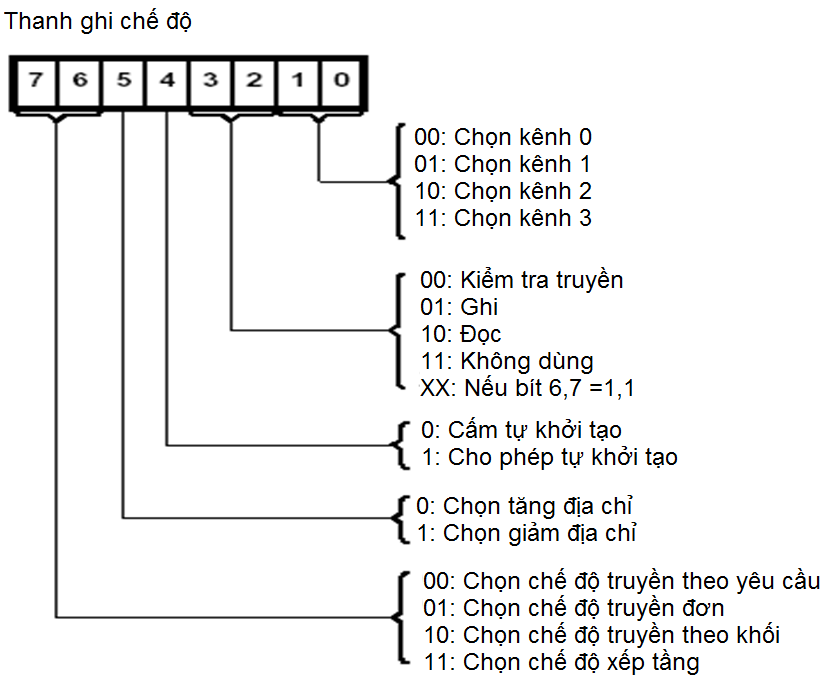 Thanh ghi chế độ
7 6 5 4 3 2 1 0
00: Chọn kênh 0
01: Chọn kênh 1
10: Chọn kênh 2
11: Chọn kênh 3
00: Kiểm tra truyền
01: Ghi
10: Đọc
11: Không dùng
XX: Nếu bít 6,7 =1,1
0: Cấm tự khởi tạo
1: Cho phép tự khởi tạo
0: Chọn tăng địa chỉ
1: Chọn giảm địa chỉ
00: Chọn chế độ truyền theo yêu cầu
01: Chọn chế độ truyền đơn
10: Chọn chế độ truyền theo khối
11: Chọn chế độ xếp tầng